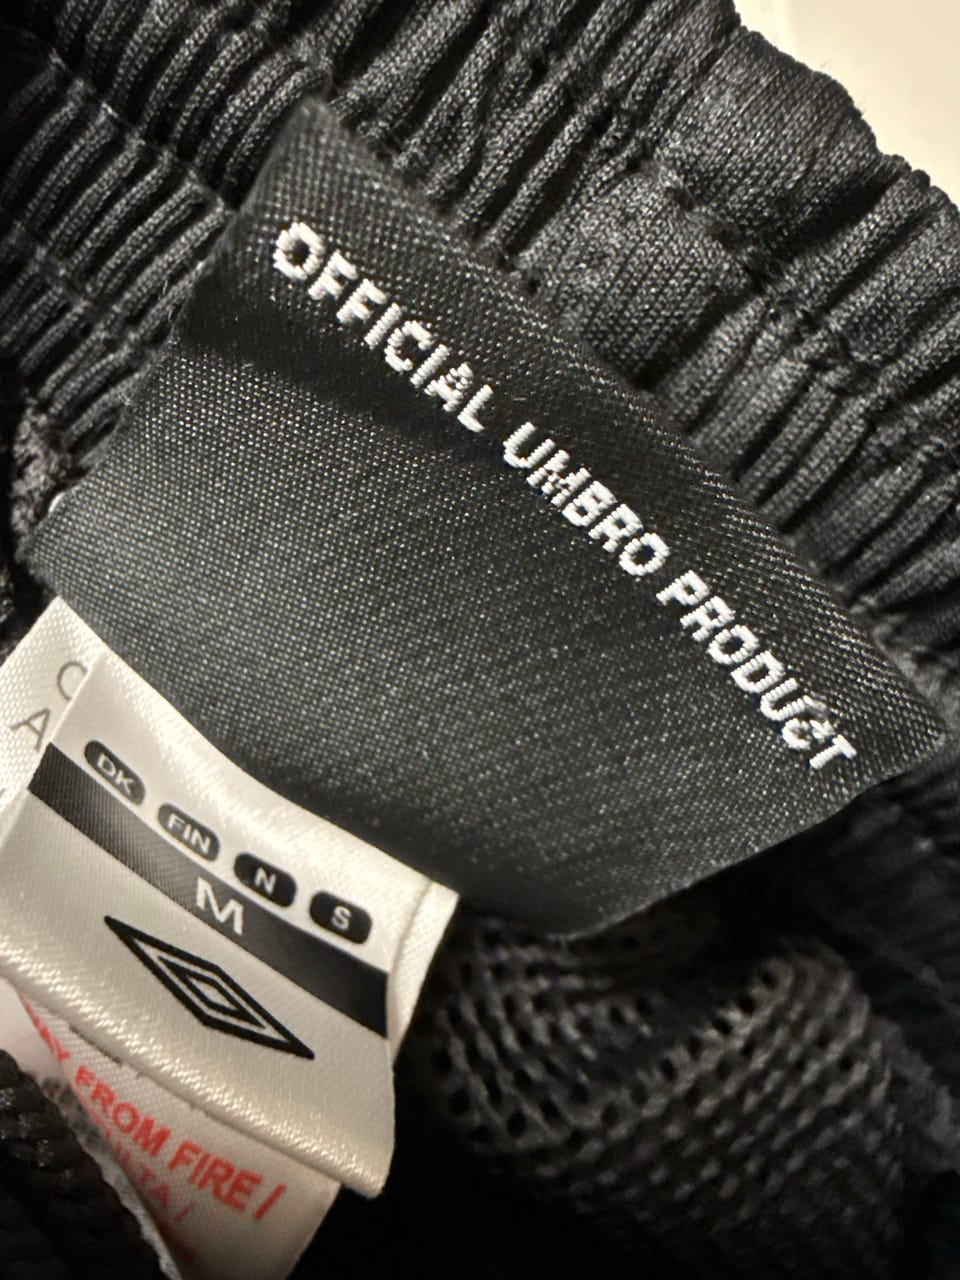 OFFICIAL UMBRO PRODUCT
DK FIN N S
M
FROM FIRE /